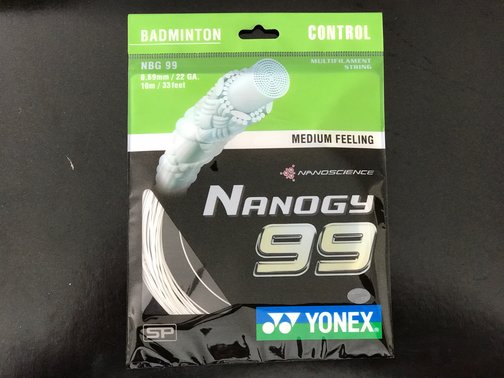 BADMINTON
CONTROL
NBG 99
0.69mm / 22 GA.
10m / 33feet
MULTIFILAMENT
STRING
MEDIUM FEELING
NANOSCIENCE
NANOGY
99
SP
YONEX